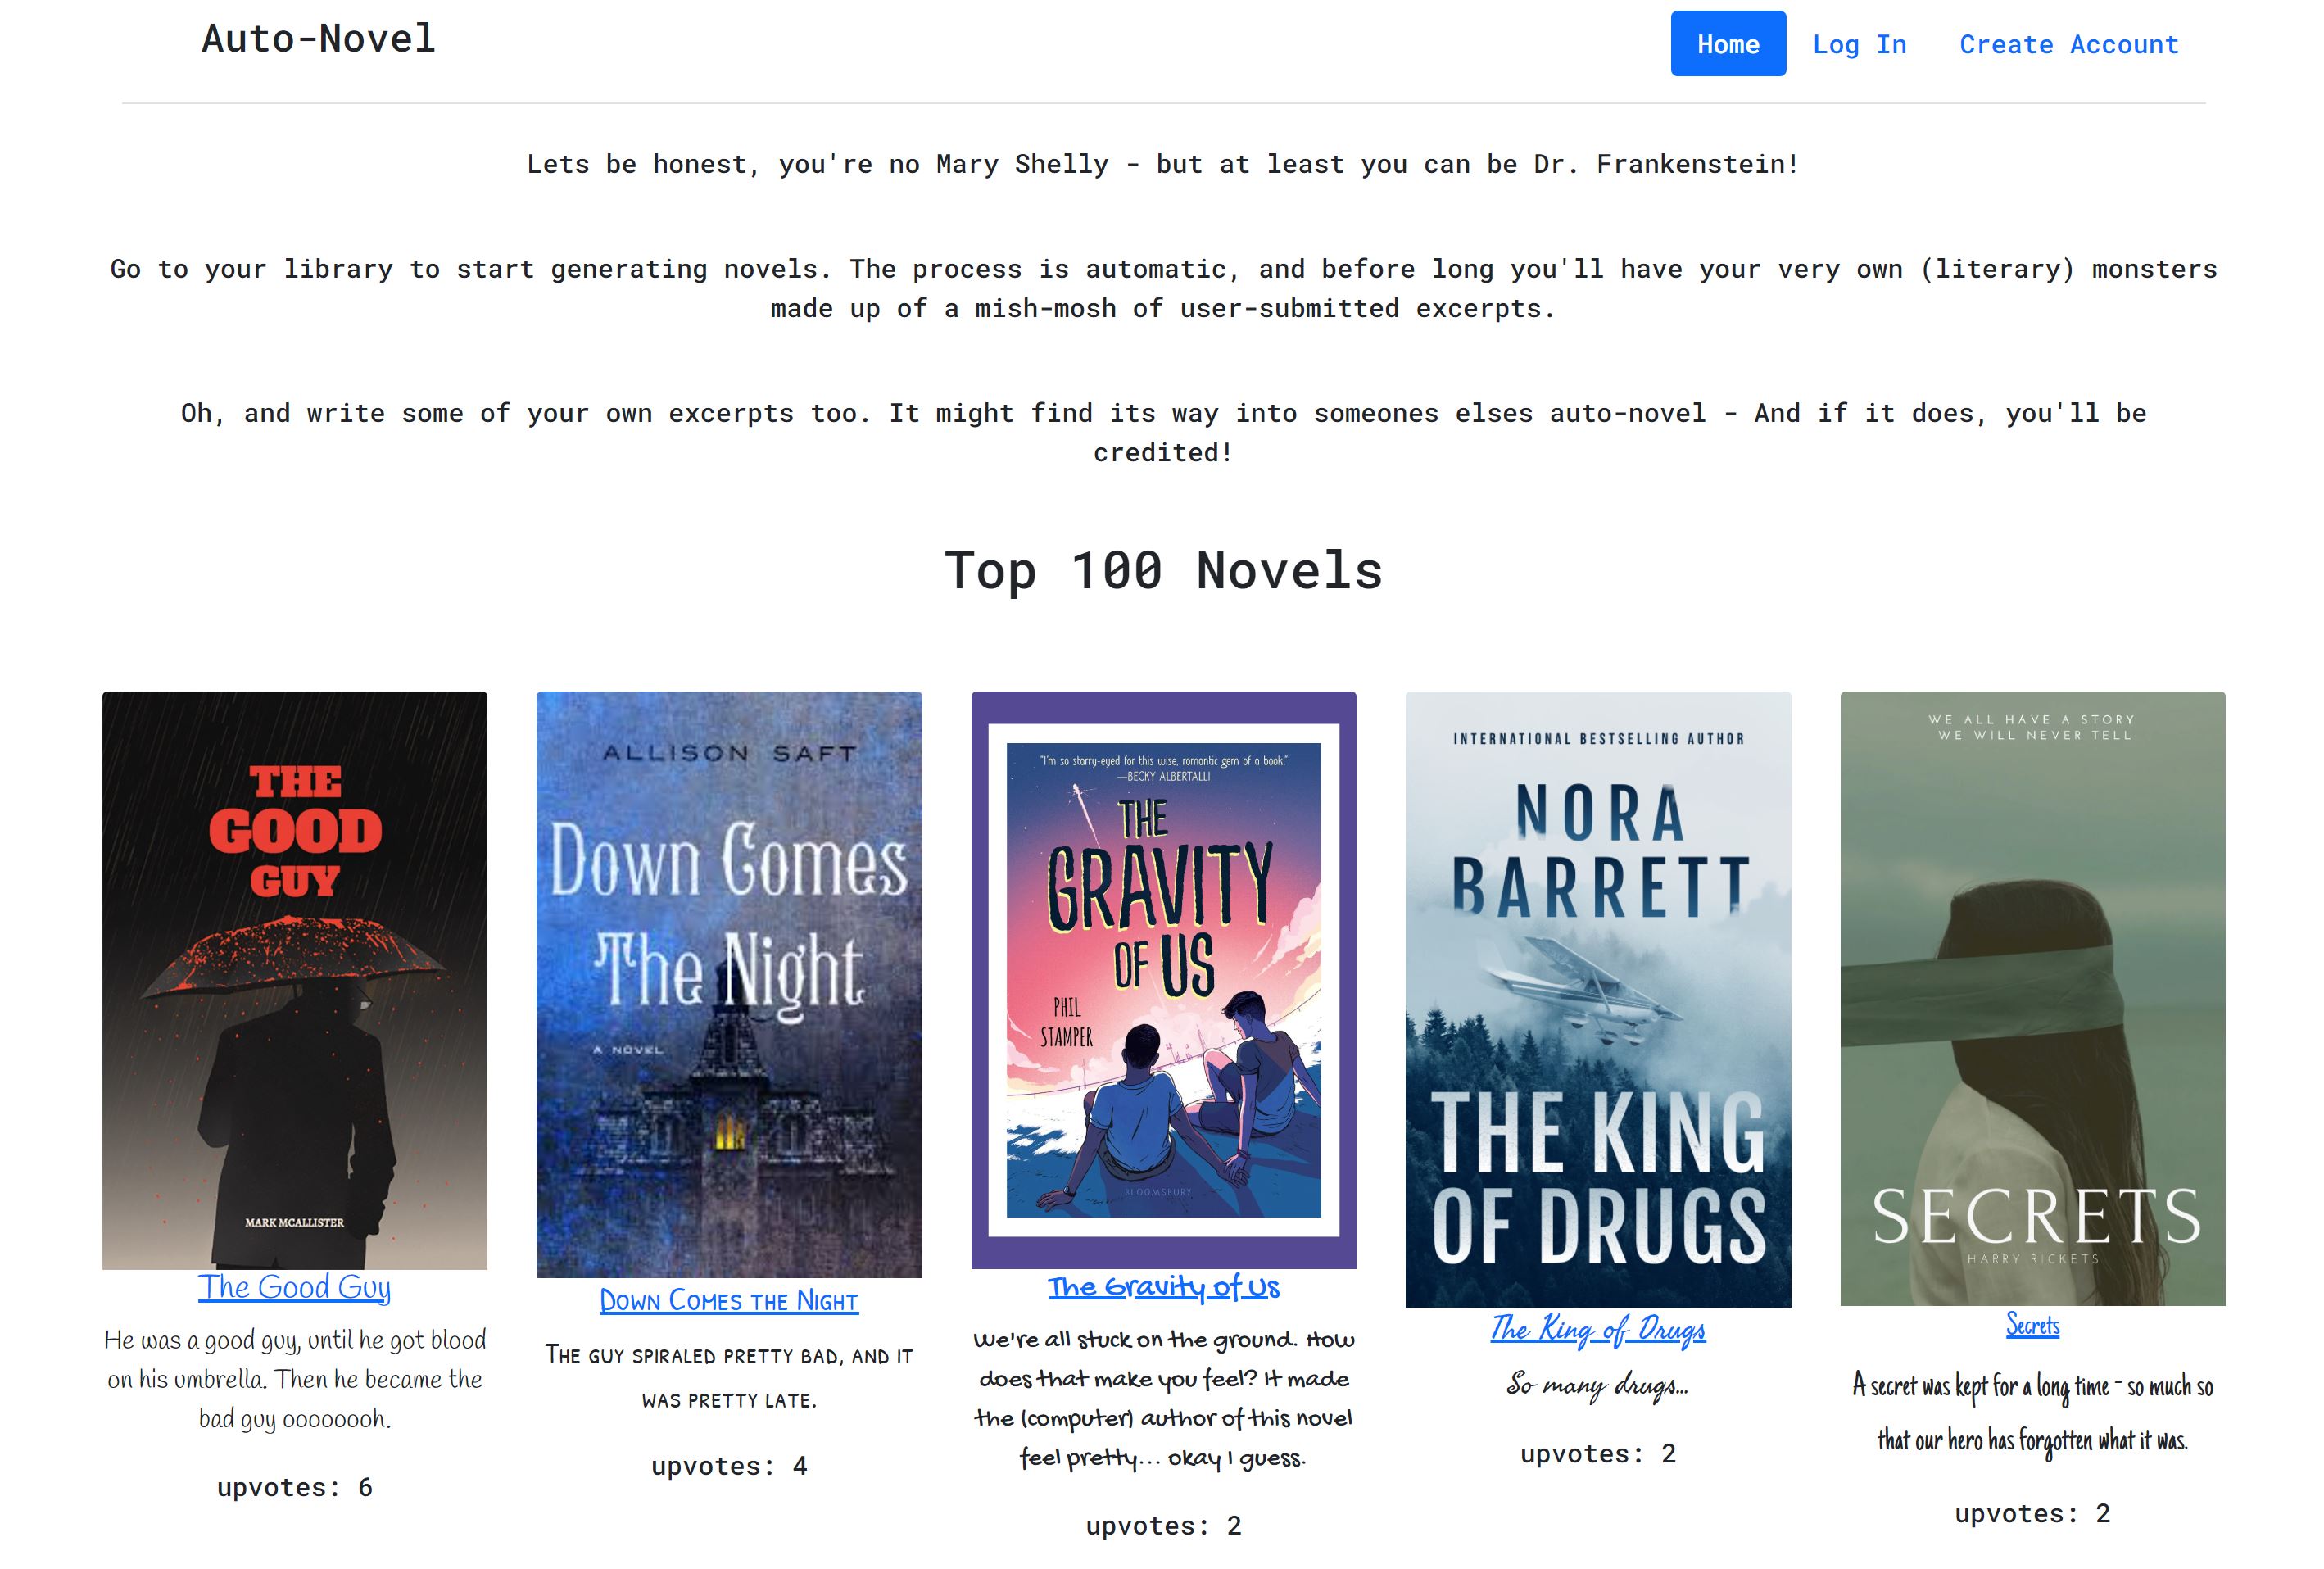 Auto-Novel
Home
Log In
Create Account
Lets be honest, you're no Mary Shelly - but at least you can be Dr. Frankenstein!
Go to your library to start generating novels. The process is automatic, and before long you'll have your very own (literary) monsters
made up of a mish-mosh of user-submitted excerpts.
Oh, and write some of your own excerpts too. It might find its way into someones elses auto-novel - And if it does, you'll be
credited!
Top 100 Novels
THE
GOOD
GUY
MARK MCALLISTER
The Good Guy
He was a good guy, until he got blood
on his umbrella. Then he became the
bad guy oooooooh.
upvotes: 6
ALLISON SAFT
Down Comes
The Night
A NOVEL
Down Comes the Night
The guy spiraled pretty bad, and it
was pretty late.
upvotes: 4
"I'm so starry-eyed for this wise, romantic gem of a book."
—BECKY ALBERTALLI
THE
GRAVITY
OF US
PHIL
STAMPER
BLOOMSBURY
The Gravity of Us
We're all stuck on the ground. How
does that make you feel? It made
the (computer) author of this novel
feel pretty... okay I guess.
upvotes: 2
INTERNATIONAL BESTSELLING AUTHOR
NORA
BARRETT
THE KING
OF DRUGS
The King of Drugs
So many drugs...
upvotes: 2
WE ALL HAVE A STORY
WE WILL NEVER TELL
SECRETS
HARRY RICKETS
Secrets
A secret was kept for a long time - so much so
that our hero has forgotten what it was.
upvotes: 2